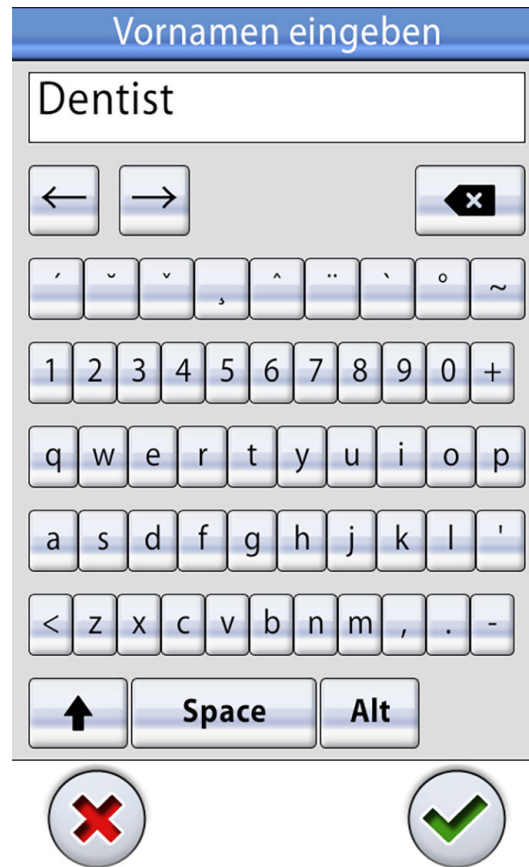 Vornamen eingeben
Dentist
← →
´ ˘ ˇ ¸ ^ ¨ ` ° ~
1 2 3 4 5 6 7 8 9 0 +
q w e r t y u i o p
a s d f g h j k l '
< z x c v b n m , . -
Space Alt